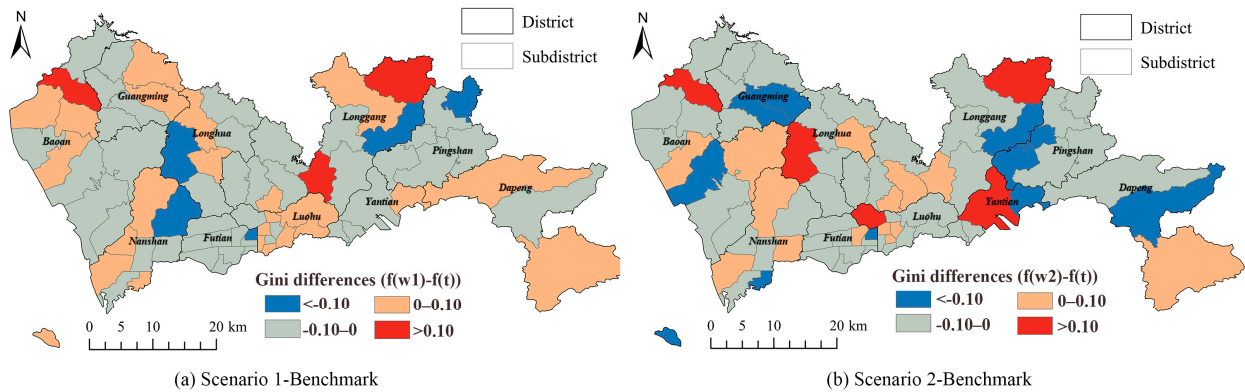 N
District
Subdistrict
Guangming
Longhua
Baoan
Longgang
Pingshan
Dapeng
Yantian
Luohu
Futian
Nanshan
Gini differences (f(w1)-f(t))
<-0.10
0–0.10
-0.10–0
>0.10
0 5 10 20 km
(a) Scenario 1-Benchmark
N
District
Subdistrict
Guangming
Longhua
Baoan
Longgang
Pingshan
Dapeng
Yantian
Luohu
Futian
Nanshan
Gini differences (f(w2)-f(t))
<-0.10
0–0.10
-0.10–0
>0.10
0 5 10 20 km
(b) Scenario 2-Benchmark